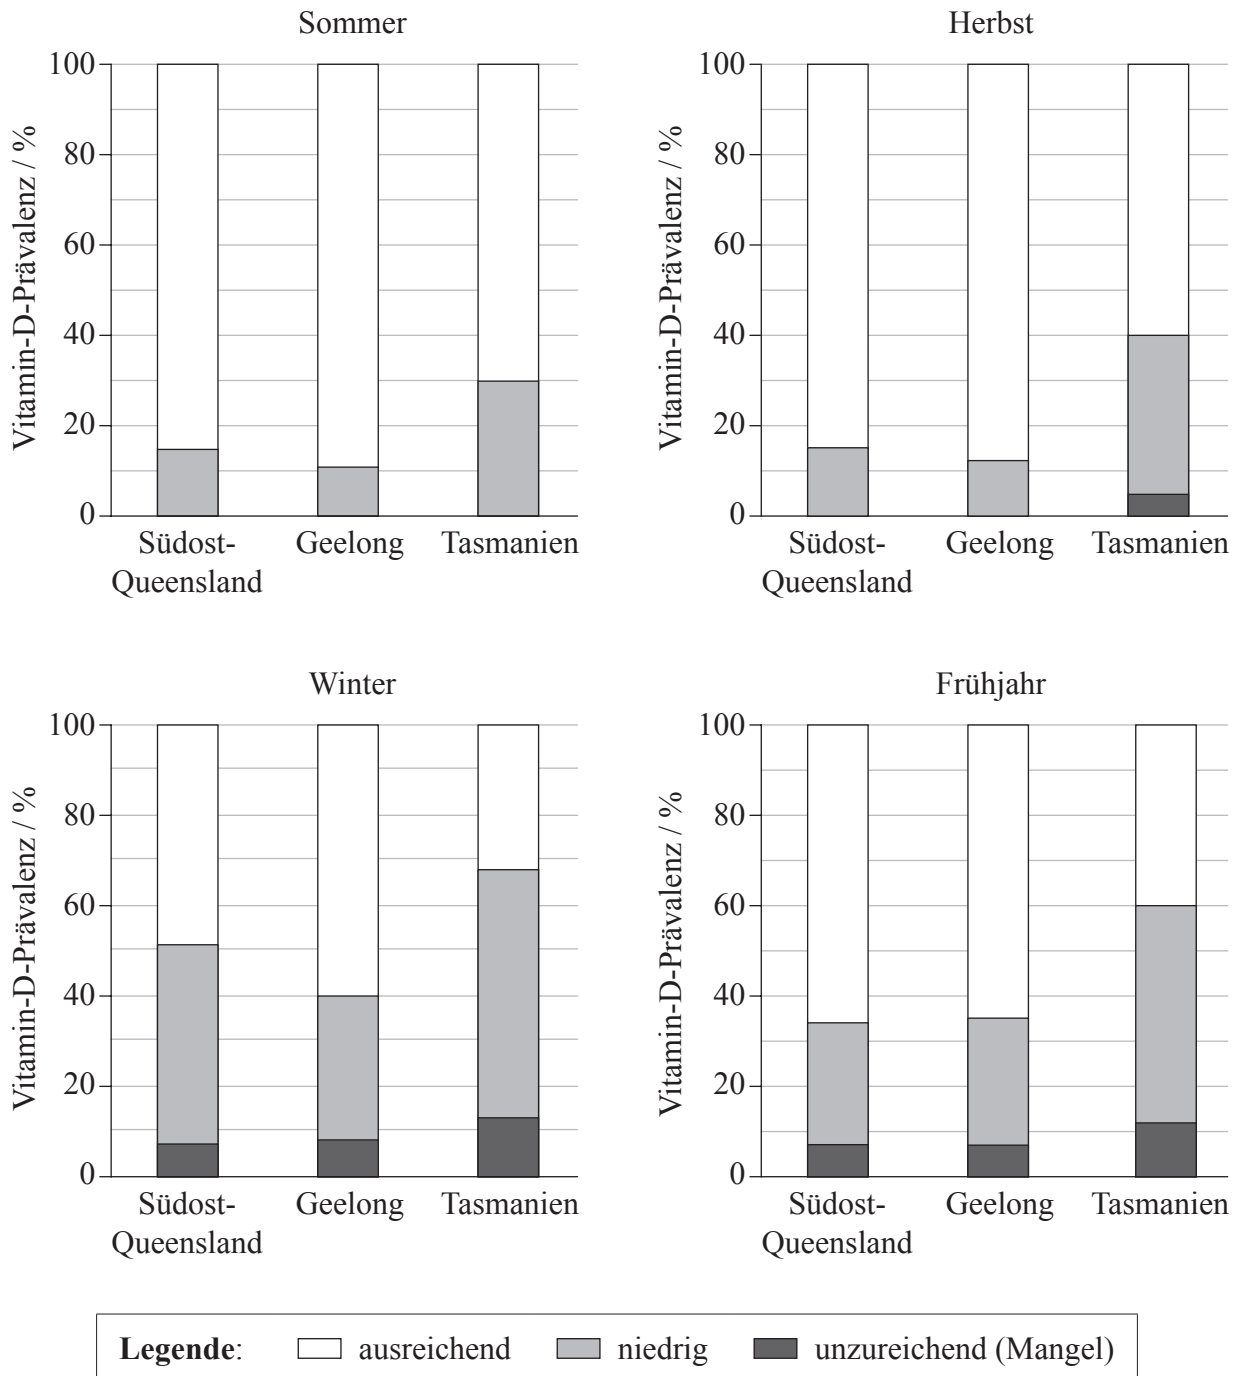 Sommer
Vitamin-D-Prävalenz / %
100
80
60
40
20
0
Südost-
Queensland
Geelong
Tasmanien
Herbst
Vitamin-D-Prävalenz / %
100
80
60
40
20
0
Südost-
Queensland
Geelong
Tasmanien
Winter
Vitamin-D-Prävalenz / %
100
80
60
40
20
0
Südost-
Queensland
Geelong
Tasmanien
Frühjahr
Vitamin-D-Prävalenz / %
100
80
60
40
20
0
Südost-
Queensland
Geelong
Tasmanien
Legende: ausreichend niedrig unzureichend (Mangel)